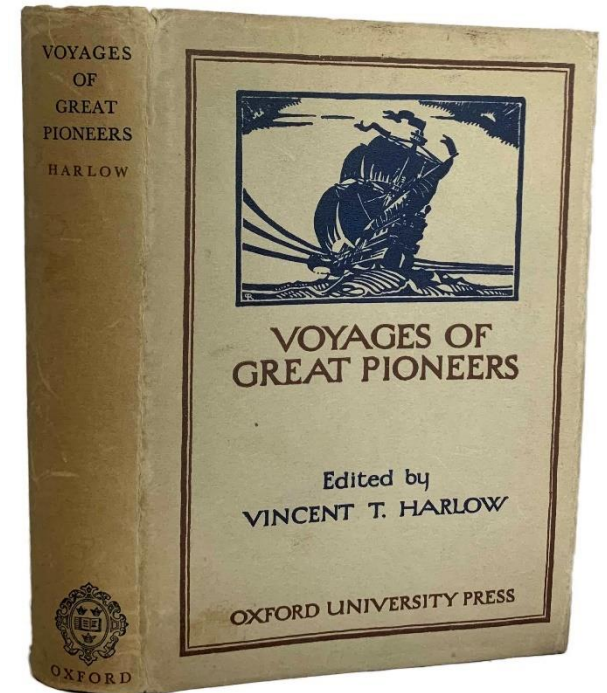 VOYAGES
OF
GREAT
PIONEERS
HARLOW
OXFORD
VOYAGES OF
GREAT PIONEERS
Edited by
VINCENT T. HARLOW
OXFORD UNIVERSITY PRESS